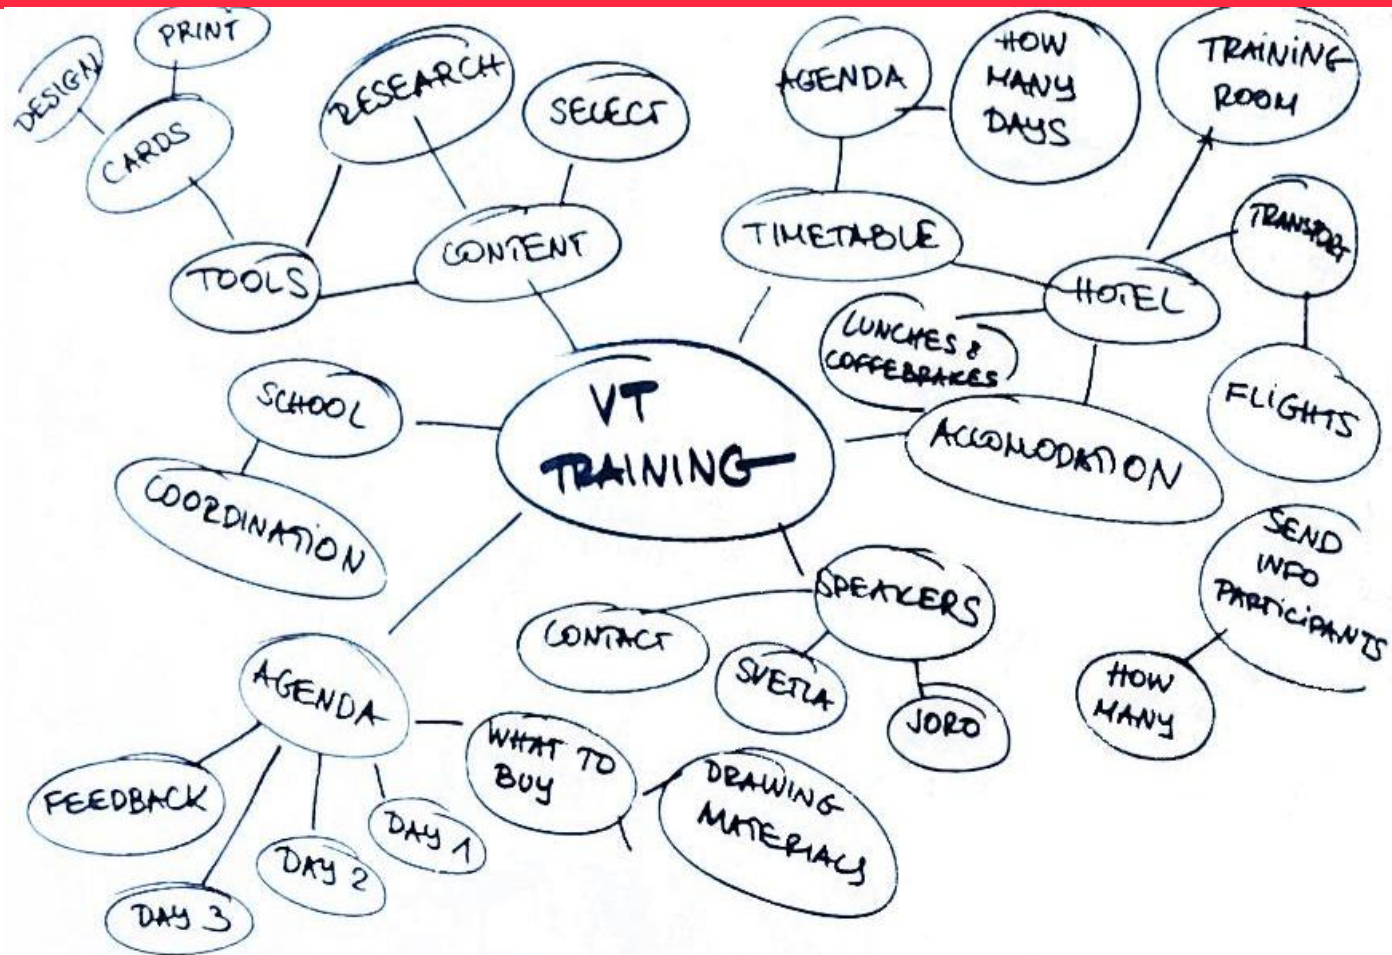 PRINT
DESIGN
CARDS
RESEARCH
SELECT
TOOLS
CONTENT
AGENDA
HOW
MANY
DAYS
TRAINING
ROOM
TIMETABLE
TRANSPORT
HOTEL
LUNCHES &
COFFEBRAKES
FLIGHTS
SCHOOL
VT
TRAINING
ACCOMODATION
COORDINATION
SEND
INFO
PARTICIPANTS
HOW
MANY
SPEAKERS
CONTACT
SVETLA
JORO
AGENDA
WHAT TO
BUY
DRAWING
MATERIALS
FEEDBACK
DAY 1
DAY 2
DAY 3